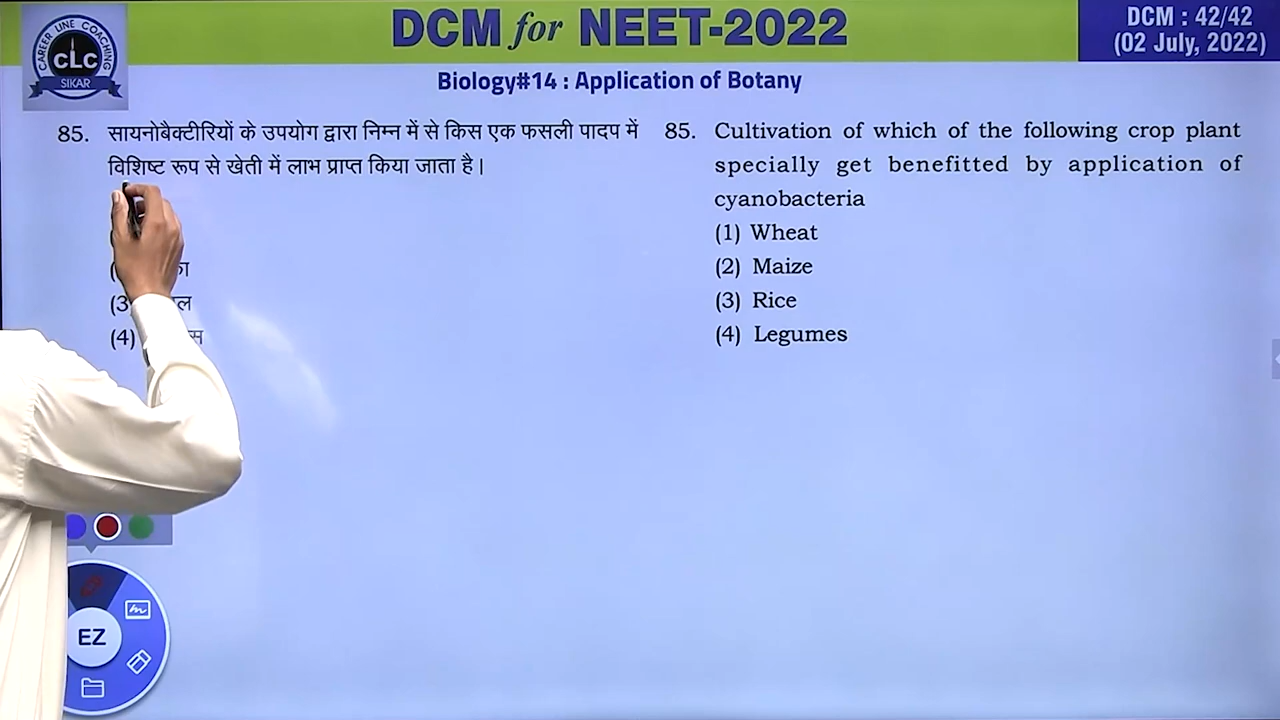 CAREER LINE COACHING
CLC
SIKAR
DCM for NEET-2022
DCM : 42/42
(02 July, 2022)
Biology#14 : Application of Botany
85. सायनोबैक्टीरियों के उपयोग द्वारा निम्न में से किस एक फसली पादप में
विशिष्ट रूप से खेती में लाभ प्राप्त किया जाता है।
(3
(4)
85. Cultivation of which of the following crop plant
specially get benefitted by application of
cyanobacteria
(1) Wheat
(2) Maize
(3) Rice
(4) Legumes
EZ